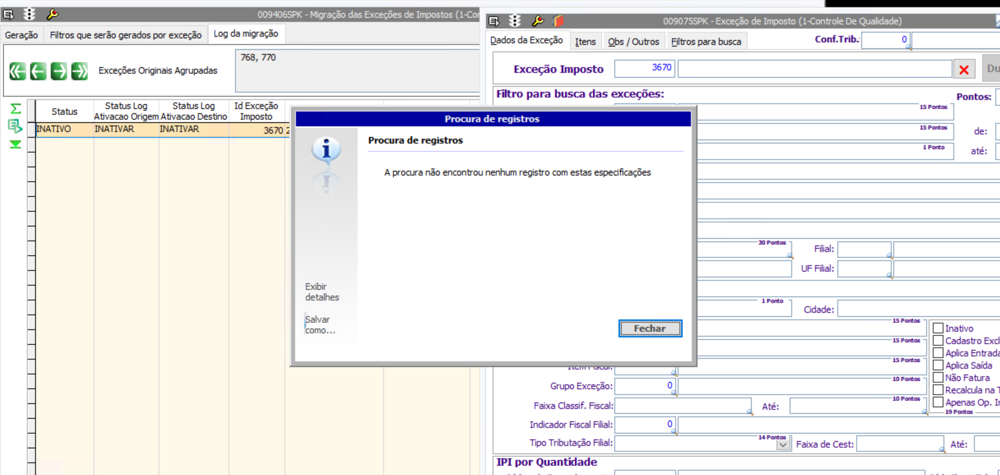 009406SPK - Migração das Exceções de Impostos (1-Cor
Geração
Filtros que serão gerados por exceção
Log da migração
Exceções Originais Agrupadas
768, 770
Status
Status Log
Ativacao Origem
Status Log
Ativacao Destino
Id Exceção
Imposto
INATIVO
INATIVAR
INATIVAR
3670
2
009075SPK - Exceção de Imposto (1-Controle De Qualidade)
Dados da Exceção
Itens
Obs / Outros
Filtros para busca
Conf.Trib.:
0
Exceção Imposto
3670
Du
Filtro para busca das exceções:
Pontos:
15 Pontos
15 Pontos
de:
1 Ponto
até:
Procura de registros
Procura de registros
A procura não encontrou nenhum registro com estas especificações
Exibir
detalhes
Salvar
como...
Fechar
30 Pontos
Filial:
UF Filial:
1 Ponto
Cidade:
15 Pontos
15 Pontos
15 Pontos
Inativo
Cadastro Excl
Aplica Entrada
Aplica Saída
Não Fatura
Recalcula na T
Apenas Op. In
19 Pontos
Item Fiscal:
Grupo Exceção:
0
10 Pontos
Faixa Classif. Fiscal:
Até:
10 Pontos
Indicador Fiscal Filial:
0
Tipo Tributação Filial:
14 Pontos
Faixa de Cest:
Até:
IPI por Quantidade